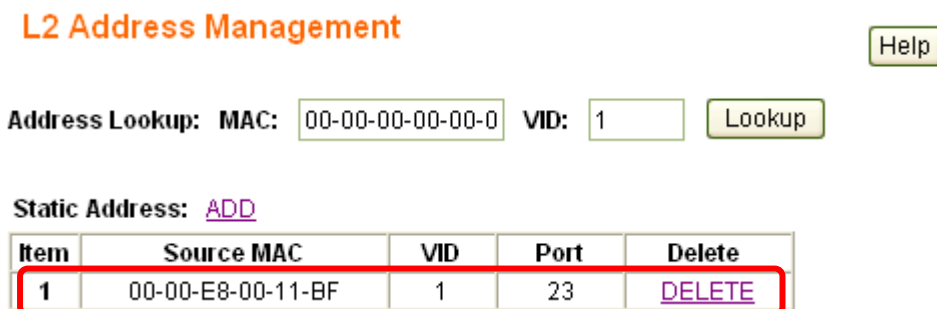 L2 Address Management
Help
Address Lookup: MAC: 00-00-00-00-00-0 VID: 1 Lookup
Static Address: ADD
Item Source MAC VID Port Delete
1 00-00-E8-00-11-BF 1 23 DELETE